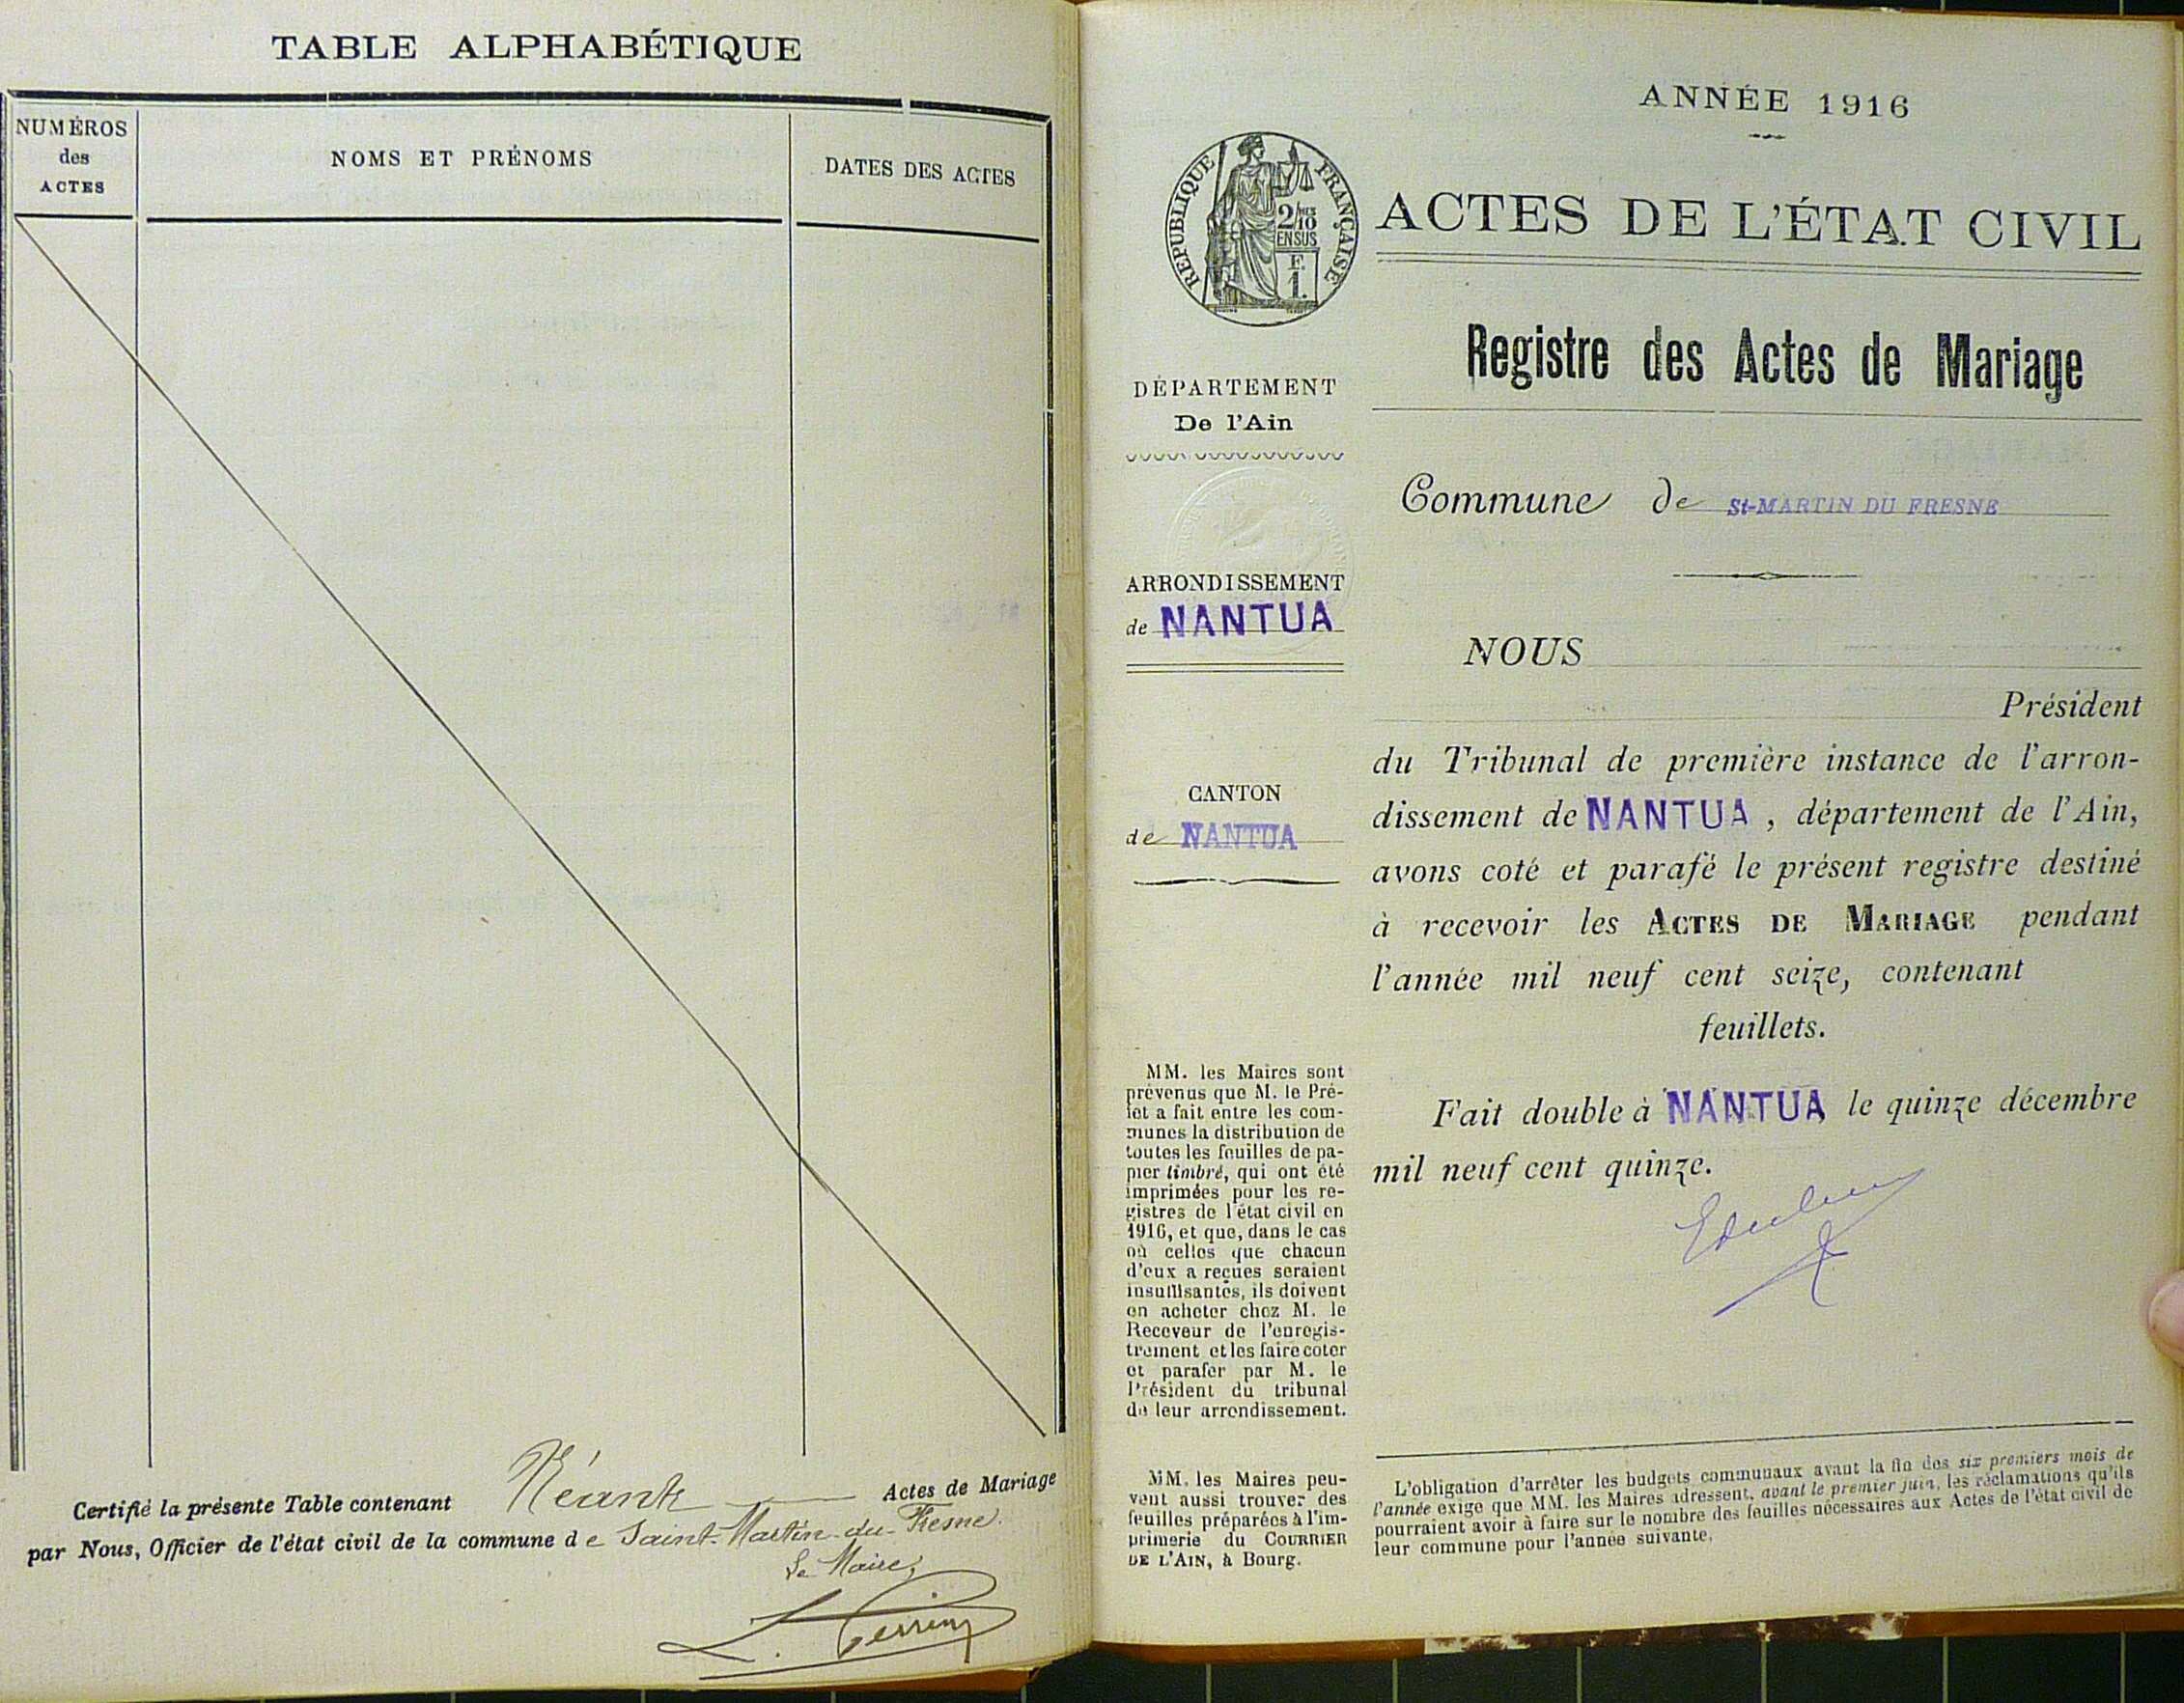 TABLE ALPHABÉTIQUE
NUMÉROS
des
ACTES
NOMS ET PRÉNOMS
DATES DES ACTES
Certifié la présente Table contenant Néant Actes de Mariage
par Nous, Officier de l'état civil de la commune de Saint-Martin-du-Fresne.
Le Maire,
L. Perrin
ANNÉE 1916
RÉPUBLIQUE FRANÇAISE
2/10
EN SUS
F.
1.
ACTES DE L'ÉTAT CIVIL
Registre des Actes de Mariage
DÉPARTEMENT
De l'Ain
Commune de St-MARTIN DU FRESNE
ARRONDISSEMENT
de NANTUA
CANTON
de NANTUA
NOUS
Président
du Tribunal de première instance de l'arron-
dissement de NANTUA, département de l'Ain,
avons coté et parafé le présent registre destiné
à recevoir les ACTES DE MARIAGE pendant
l'année mil neuf cent seize, contenant
feuillets.
Fait double à NANTUA le quinze décembre
mil neuf cent quinze.
MM. les Maires sont
prévenus que M. le Pré-
fet a fait entre les com-
munes la distribution de
toutes les feuilles de pa-
pier timbré, qui ont été
imprimées pour les re-
gistres de l'état civil en
1916, et que, dans le cas
où celles que chacun
d'eux a reçues seraient
insuffisantes, ils doivent
en acheter chez M. le
Receveur de l'enregis-
trement et les faire coter
et parafer par M. le
Président du tribunal
de leur arrondissement.
MM. les Maires peu-
vent aussi trouver des
feuilles préparées à l'im-
primerie du COURRIER
DE L'AIN, à Bourg.
L'obligation d'arrêter les budgets communaux avant la fin des six premiers mois de
l'année exige que MM. les Maires adressent, avant le premier juin, les réclamations qu'ils
pourraient avoir à faire sur le nombre des feuilles nécessaires aux Actes de l'état civil de
leur commune pour l'année suivante.